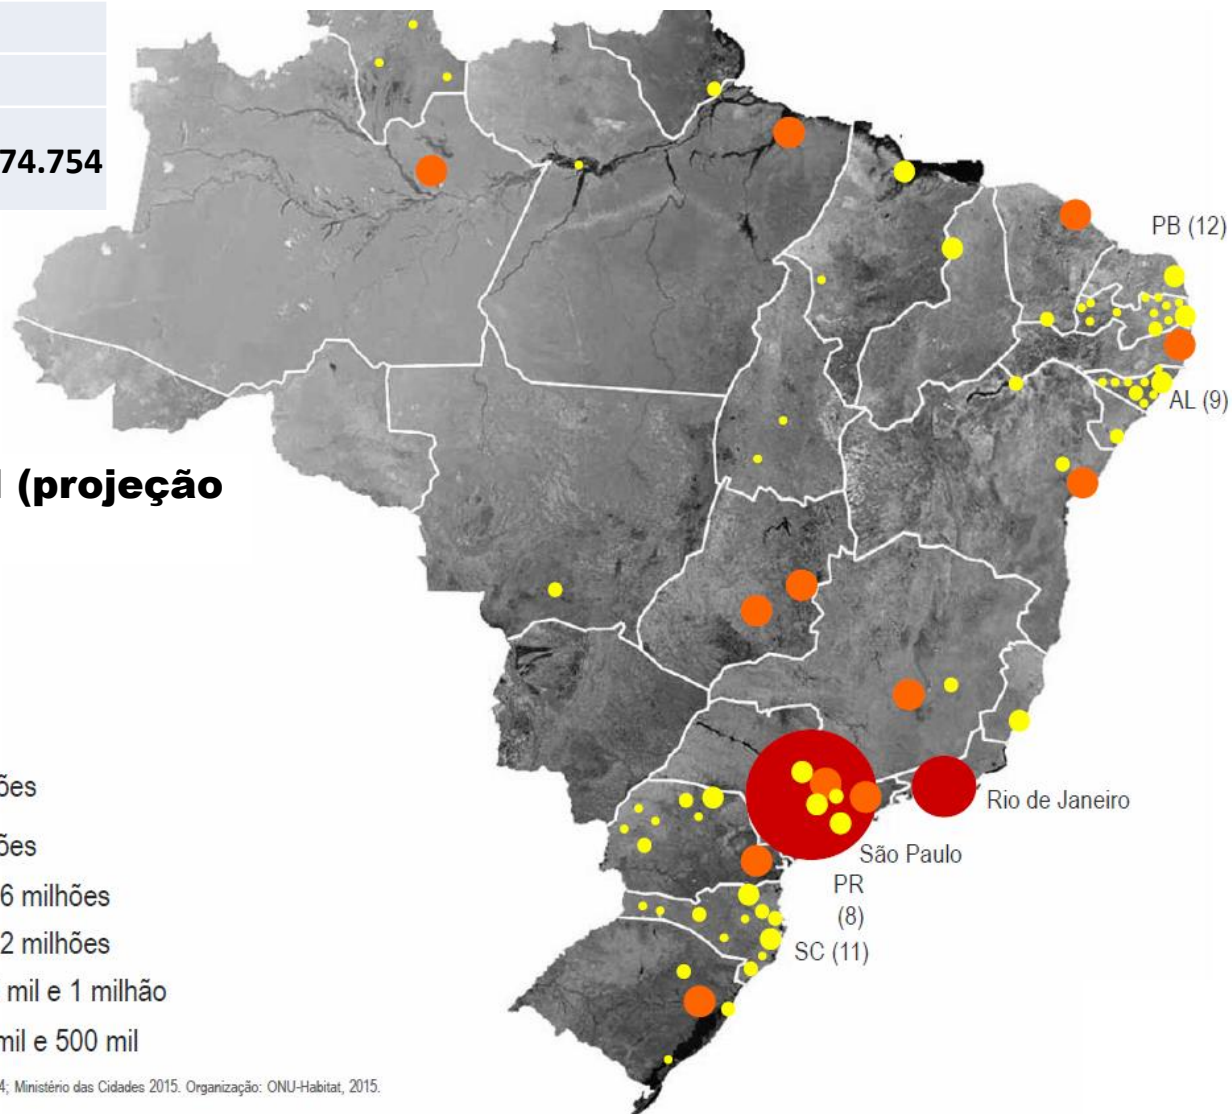 74.754
PB (12)
AL (9)
(projeção
Rio de Janeiro
São Paulo
PR
(8)
SC (11)
ões
ões
6 milhões
2 milhões
mil e 1 milhão
mil e 500 mil
4; Ministério das Cidades 2015. Organização: ONU-Habitat, 2015.